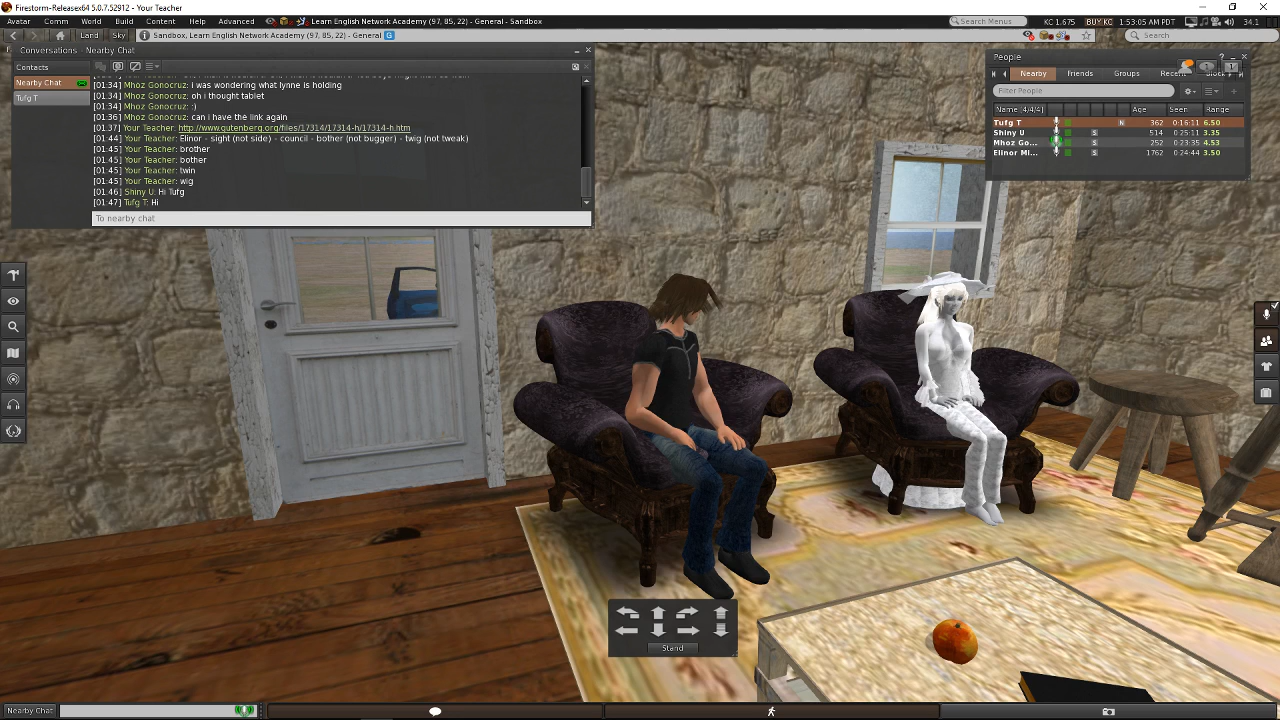 Firestorm-Releasex64 5.0.7.52912 - Your Teacher
Avatar Comm World Build Content Help Advanced Learn English Network Academy (97, 85, 22) - General - Sandbox Search Menus KC 1.675 BUY KC 1:53:05 AM PDT 34.1
Land Sky Sandbox, Learn English Network Academy (97, 85, 22) - General G Search
Conversations - Nearby Chat
Contacts
Nearby Chat
Tufg T
[01:34] Mhoz Gonocruz: I was wondering what lynne is holding
[01:34] Mhoz Gonocruz: oh i thought tablet
[01:34] Mhoz Gonocruz: :)
[01:36] Mhoz Gonocruz: can i have the link again
[01:37] Your Teacher: http://www.gutenberg.org/files/17314/17314-h/17314-h.htm
[01:44] Your Teacher: Elinor - sight (not side) - council - bother (not bugger) - twig (not tweak)
[01:45] Your Teacher: brother
[01:45] Your Teacher: bother
[01:45] Your Teacher: twin
[01:45] Your Teacher: wig
[01:46] Shiny U: Hi Tufg
[01:47] Tufg T: Hi
To nearby chat
People
Nearby Friends Groups Recent
Filter People
Name [4/4/4] Age Seen Range
Tufg T N 362 0:16:11 6.50
Shiny U S 514 0:25:11 3.35
Mhoz Go... S 252 0:23:35 4.53
Elinor Mi... S 1762 0:24:44 3.50
Stand
Nearby Chat